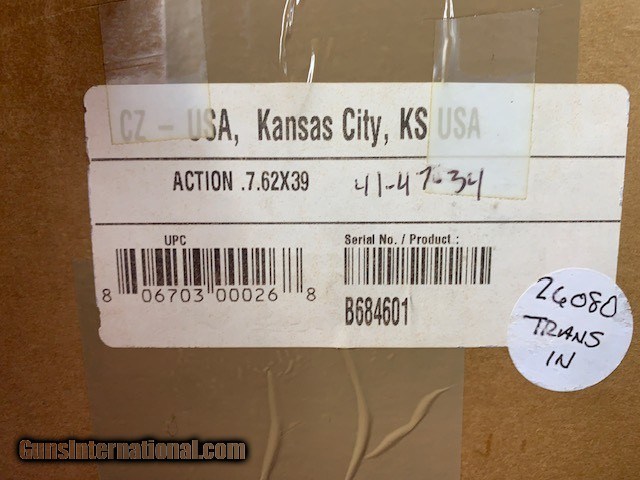 CZ - USA, Kansas City, KS USA
ACTION .7.62X39 41-47-34
UPC
8 06703 00026 8
Serial No. / Product :
B684601
26080
TRANS
IN
GunsInternational.com